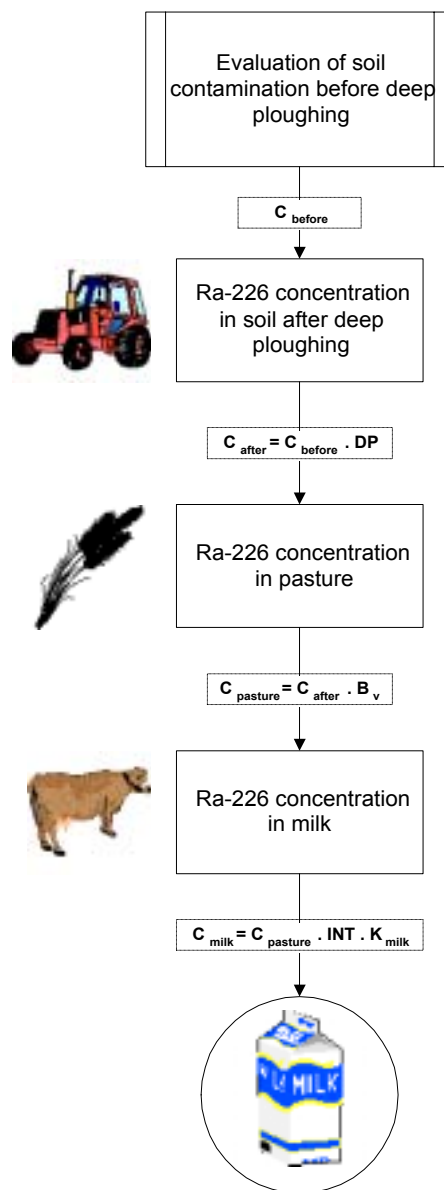 Evaluation of soil
contamination before deep
ploughing
C before
Ra-226 concentration
in soil after deep
ploughing
C after = C before . DP
Ra-226 concentration
in pasture
C pasture = C after . B v
Ra-226 concentration
in milk
C milk = C pasture . INT . K milk
MILK